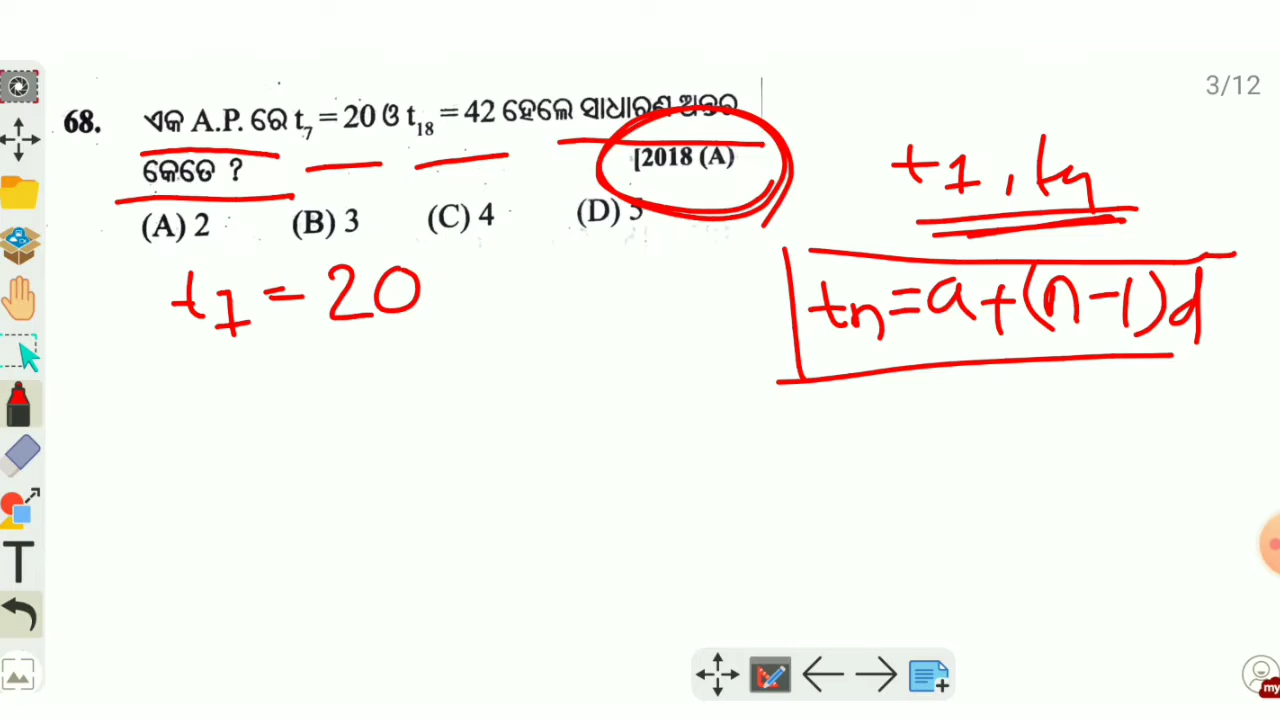 3/12
68. ଏକ A.P. ରେ t₇ = 20 ଓ t₁₈ = 42 ହେଲେ ସାଧାରଣ ଅନ୍ତର
କେତେ ? [2018 (A)
(A) 2 (B) 3 (C) 4 (D) 5
t1, tn
t7 = 20
tn = a + (n-1)d
T
my